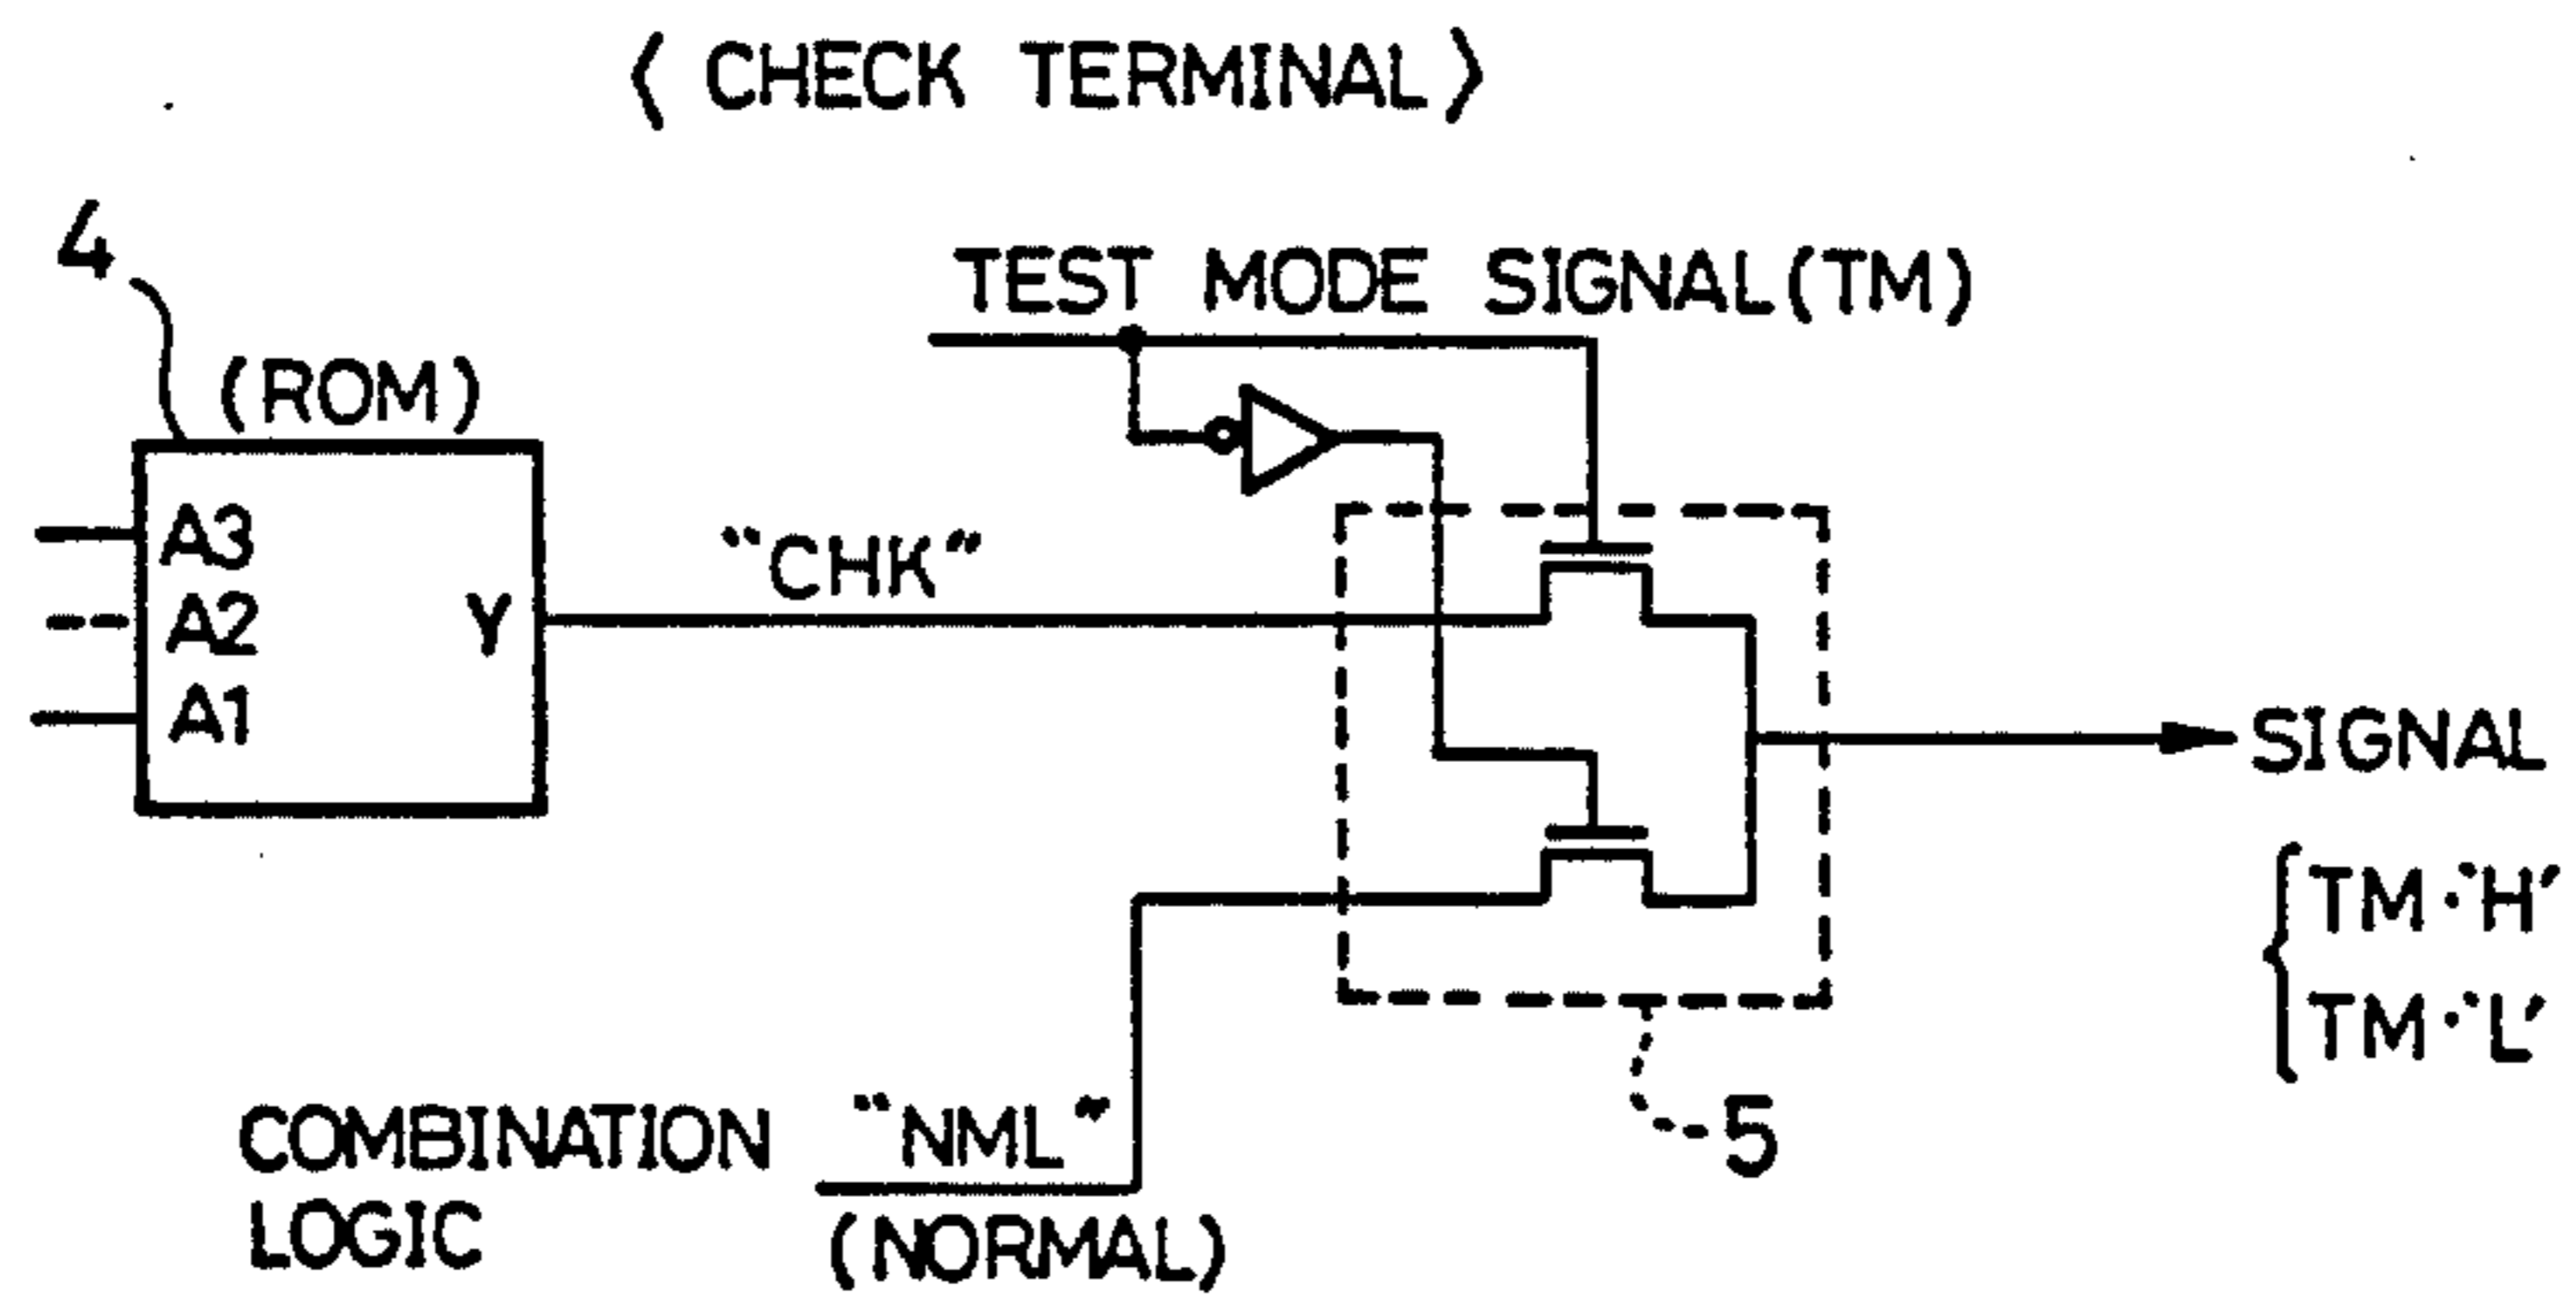 〈 CHECK TERMINAL 〉
4
TEST MODE SIGNAL(TM)
(ROM)
A3
"CHK"
A2
Y
A1
SIGNAL
TM·"H"
TM·"L"
5
COMBINATION "NML"
LOGIC
(NORMAL)